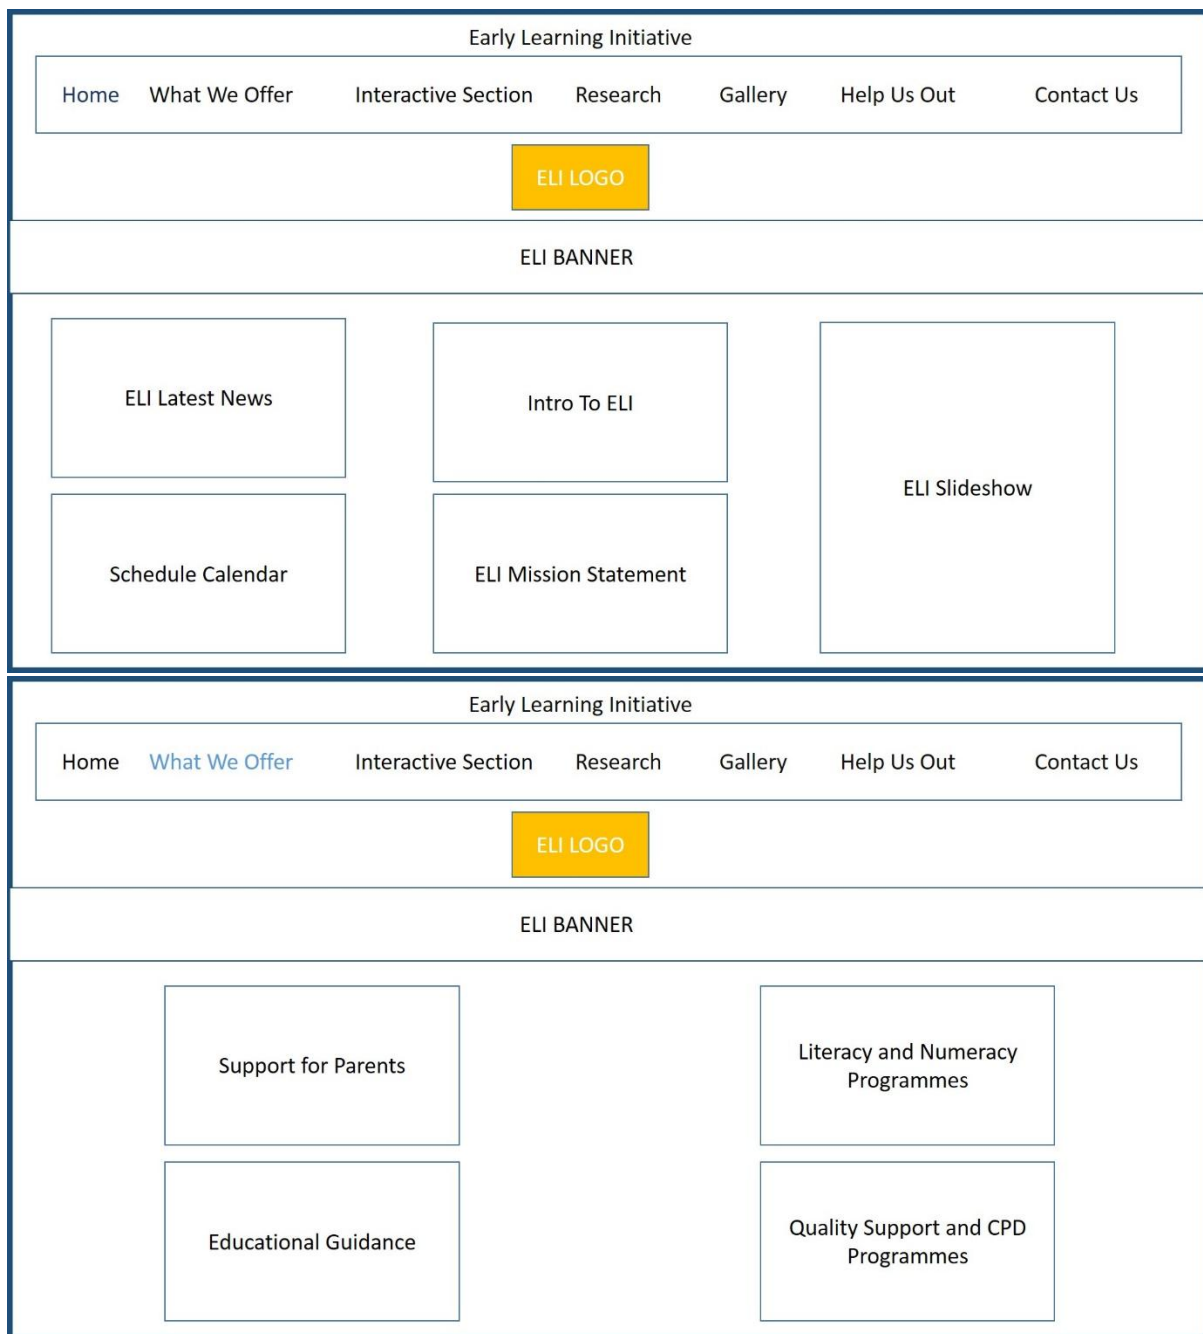 Early Learning Initiative
Home What We Offer Interactive Section Research Gallery Help Us Out Contact Us
ELI LOGO
ELI BANNER
ELI Latest News
Intro To ELI
ELI Slideshow
Schedule Calendar
ELI Mission Statement
Early Learning Initiative
Home What We Offer Interactive Section Research Gallery Help Us Out Contact Us
ELI LOGO
ELI BANNER
Support for Parents
Literacy and Numeracy
Programmes
Educational Guidance
Quality Support and CPD
Programmes